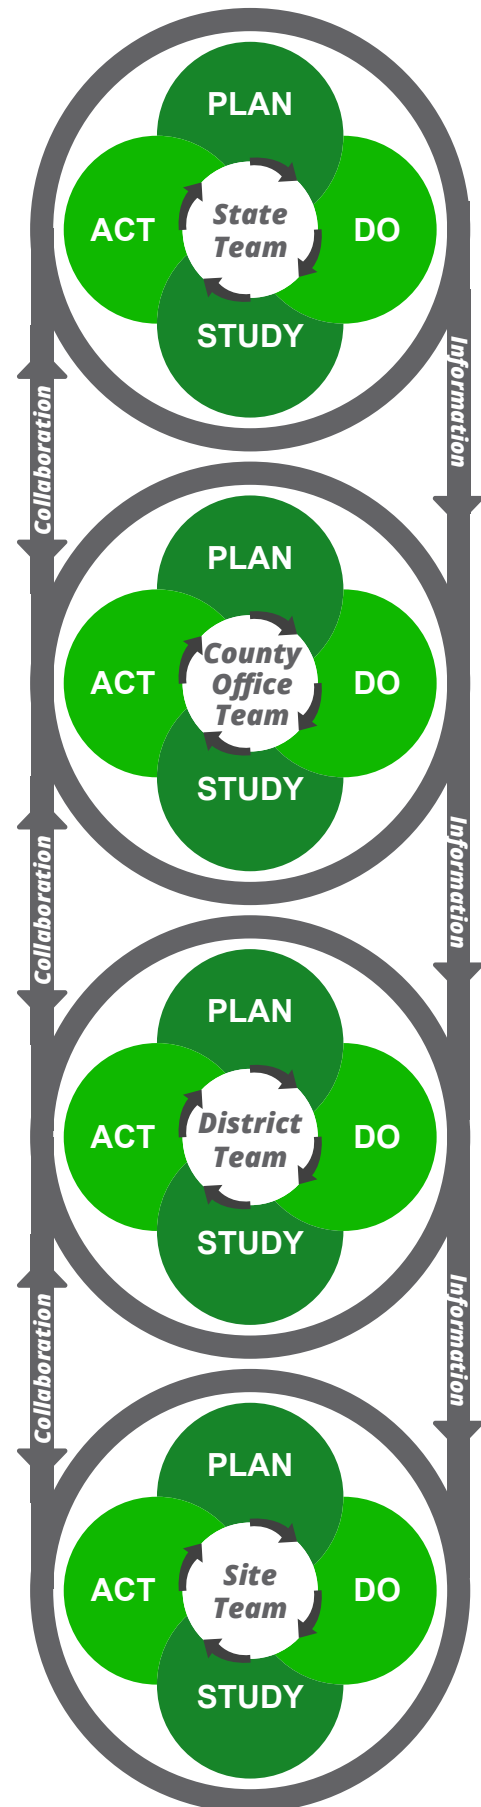 PLAN
ACT
State
Team
DO
STUDY
Collaboration
Information
PLAN
ACT
County
Office
Team
DO
STUDY
Collaboration
Information
PLAN
ACT
District
Team
DO
STUDY
Collaboration
Information
PLAN
ACT
Site
Team
DO
STUDY